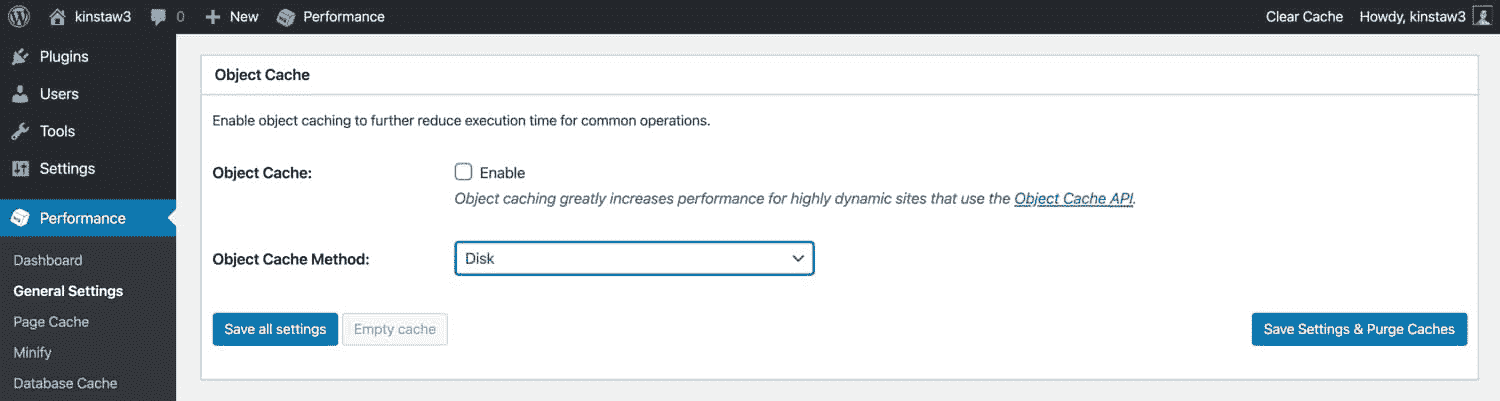 kinstaw3 0 New Performance Clear Cache Howdy, kinstaw3
Plugins
Users
Tools
Settings
Performance
Dashboard
General Settings
Page Cache
Minify
Database Cache
Object Cache
Enable object caching to further reduce execution time for common operations.
Object Cache: Enable
Object caching greatly increases performance for highly dynamic sites that use the Object Cache API.
Object Cache Method: Disk
Save all settings Empty cache Save Settings & Purge Caches